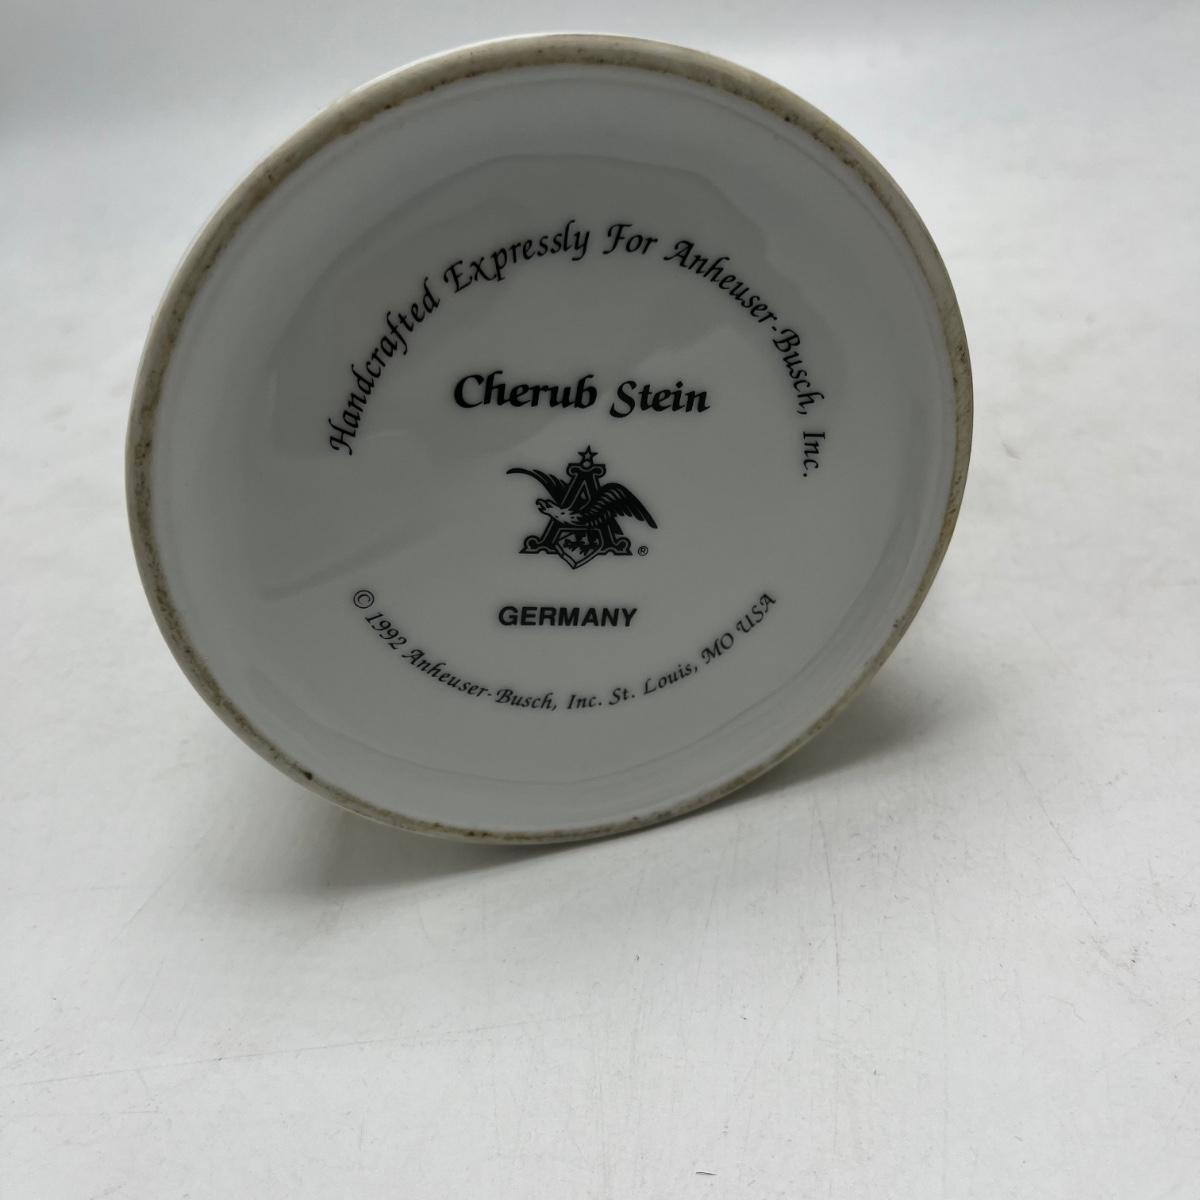 Handcrafted Expressly For Anheuser-Busch, Inc.
Cherub Stein
A
®
GERMANY
© 1992 Anheuser-Busch, Inc. St. Louis, MO USA